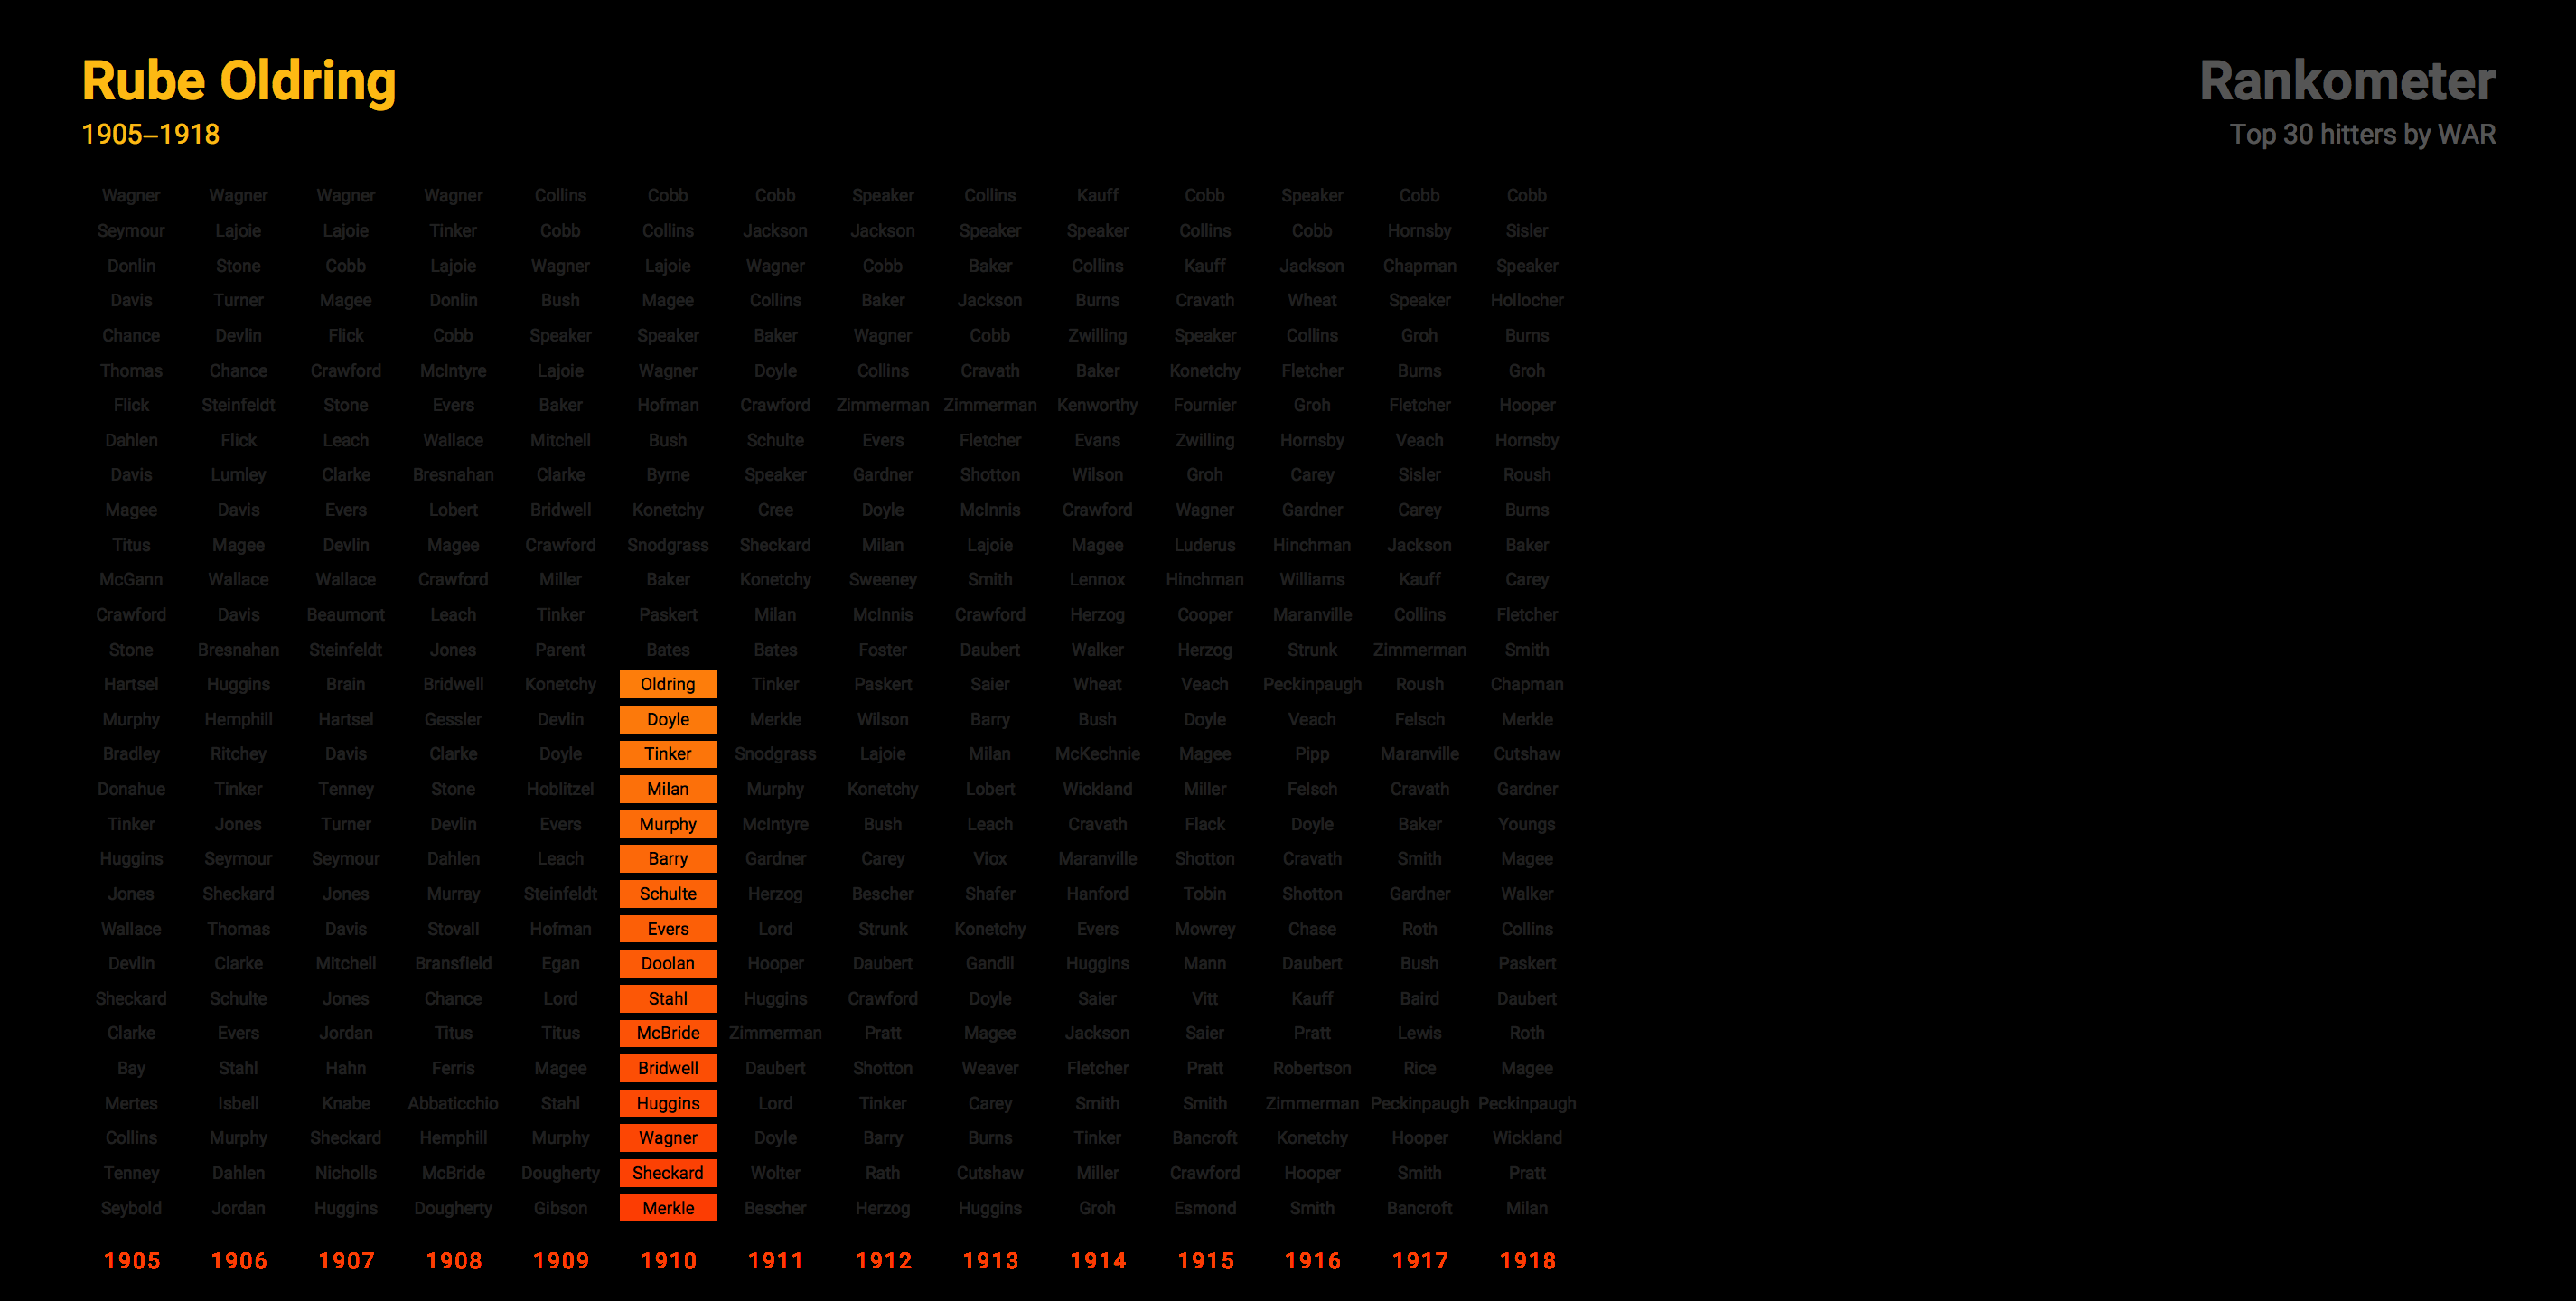 Rube Oldring
1905–1918
Rankometer
Top 30 hitters by WAR
Wagner Wagner Wagner Wagner Collins Cobb Cobb Speaker Collins Kauff Cobb Speaker Cobb Cobb
Seymour Lajoie Lajoie Tinker Cobb Collins Jackson Jackson Speaker Speaker Collins Cobb Hornsby Sisler
Donlin Stone Cobb Lajoie Wagner Lajoie Wagner Cobb Baker Collins Kauff Jackson Chapman Speaker
Davis Turner Magee Donlin Bush Magee Collins Baker Jackson Burns Cravath Wheat Speaker Hollocher
Chance Devlin Flick Cobb Speaker Speaker Baker Wagner Cobb Zwilling Speaker Collins Groh Burns
Thomas Chance Crawford McIntyre Lajoie Wagner Doyle Collins Cravath Baker Konetchy Fletcher Burns Groh
Flick Steinfeldt Stone Evers Baker Hofman Crawford Zimmerman Zimmerman Kenworthy Fournier Groh Fletcher Hooper
Dahlen Flick Leach Wallace Mitchell Bush Schulte Evers Fletcher Evans Zwilling Hornsby Veach Hornsby
Davis Lumley Clarke Bresnahan Clarke Byrne Speaker Gardner Shotton Wilson Groh Carey Sisler Roush
Magee Davis Evers Lobert Bridwell Konetchy Cree Doyle McInnis Crawford Wagner Gardner Carey Burns
Titus Magee Devlin Magee Crawford Snodgrass Sheckard Milan Lajoie Magee Luderus Hinchman Jackson Baker
McGann Wallace Wallace Crawford Miller Baker Konetchy Sweeney Smith Lennox Hinchman Williams Kauff Carey
Crawford Davis Beaumont Leach Tinker Paskert Milan McInnis Crawford Herzog Cooper Maranville Collins Fletcher
Stone Bresnahan Steinfeldt Jones Parent Bates Bates Foster Daubert Walker Herzog Strunk Zimmerman Smith
Hartsel Huggins Brain Bridwell Konetchy Oldring Tinker Paskert Saier Wheat Veach Peckinpaugh Roush Chapman
Murphy Hemphill Hartsel Gessler Devlin Doyle Merkle Wilson Barry Bush Doyle Veach Felsch Merkle
Bradley Ritchey Davis Clarke Doyle Tinker Snodgrass Lajoie Milan McKechnie Magee Pipp Maranville Cutshaw
Donahue Tinker Tenney Stone Hoblitzel Milan Murphy Konetchy Lobert Wickland Miller Felsch Cravath Gardner
Tinker Jones Turner Devlin Evers Murphy McIntyre Bush Leach Cravath Flack Doyle Baker Youngs
Huggins Seymour Seymour Dahlen Leach Barry Gardner Carey Viox Maranville Shotton Cravath Smith Magee
Jones Sheckard Jones Murray Steinfeldt Schulte Herzog Bescher Shafer Hanford Tobin Shotton Gardner Walker
Wallace Thomas Davis Stovall Hofman Evers Lord Strunk Konetchy Evers Mowrey Chase Roth Collins
Devlin Clarke Mitchell Bransfield Egan Doolan Hooper Daubert Gandil Huggins Mann Daubert Bush Paskert
Sheckard Schulte Jones Chance Lord Stahl Huggins Crawford Doyle Saier Vitt Kauff Baird Daubert
Clarke Evers Jordan Titus Titus McBride Zimmerman Pratt Magee Jackson Saier Pratt Lewis Roth
Bay Stahl Hahn Ferris Magee Bridwell Daubert Shotton Weaver Fletcher Pratt Robertson Rice Magee
Mertes Isbell Knabe Abbaticchio Stahl Huggins Lord Tinker Carey Smith Smith Zimmerman Peckinpaugh Peckinpaugh
Collins Murphy Sheckard Hemphill Murphy Wagner Doyle Barry Burns Tinker Bancroft Konetchy Hooper Wickland
Tenney Dahlen Nicholls McBride Dougherty Sheckard Wolter Rath Cutshaw Miller Crawford Hooper Smith Pratt
Seybold Jordan Huggins Dougherty Gibson Merkle Bescher Herzog Huggins Groh Esmond Smith Bancroft Milan
1905 1906 1907 1908 1909 1910 1911 1912 1913 1914 1915 1916 1917 1918